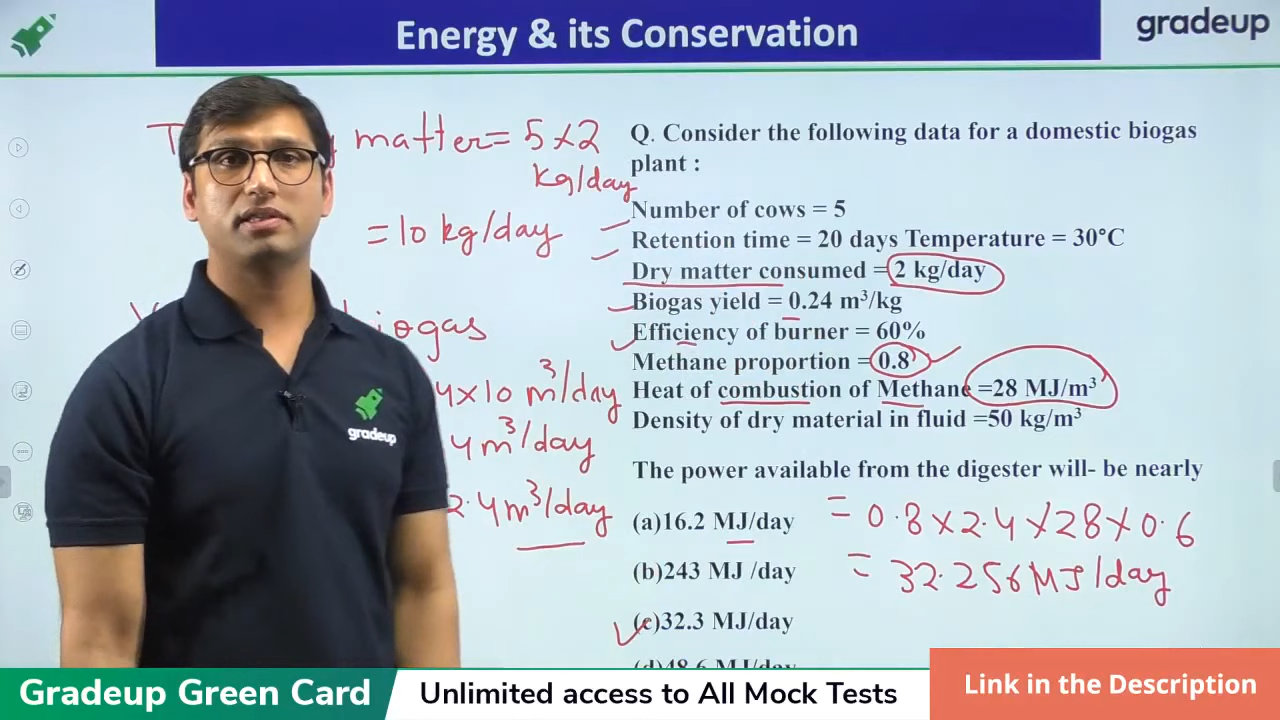 Energy & its Conservation
gradeup
matter = 5 x 2
kg/day
= 10 kg/day
biogas
4 x 10 m³/day
4 m³/day
2.4 m³/day
gradeup
Q. Consider the following data for a domestic biogas
plant :
Number of cows = 5
Retention time = 20 days Temperature = 30°C
Dry matter consumed = 2 kg/day
Biogas yield = 0.24 m³/kg
Efficiency of burner = 60%
Methane proportion = 0.8
Heat of combustion of Methane =28 MJ/m³
Density of dry material in fluid =50 kg/m³
The power available from the digester will- be nearly
(a)16.2 MJ/day
= 0.8 x 2.4 x 28 x 0.6
(b)243 MJ /day
= 32.256 MJ/day
(c)32.3 MJ/day
(d)48.6 MJ/day
Gradeup Green Card
Unlimited access to All Mock Tests
Link in the Description